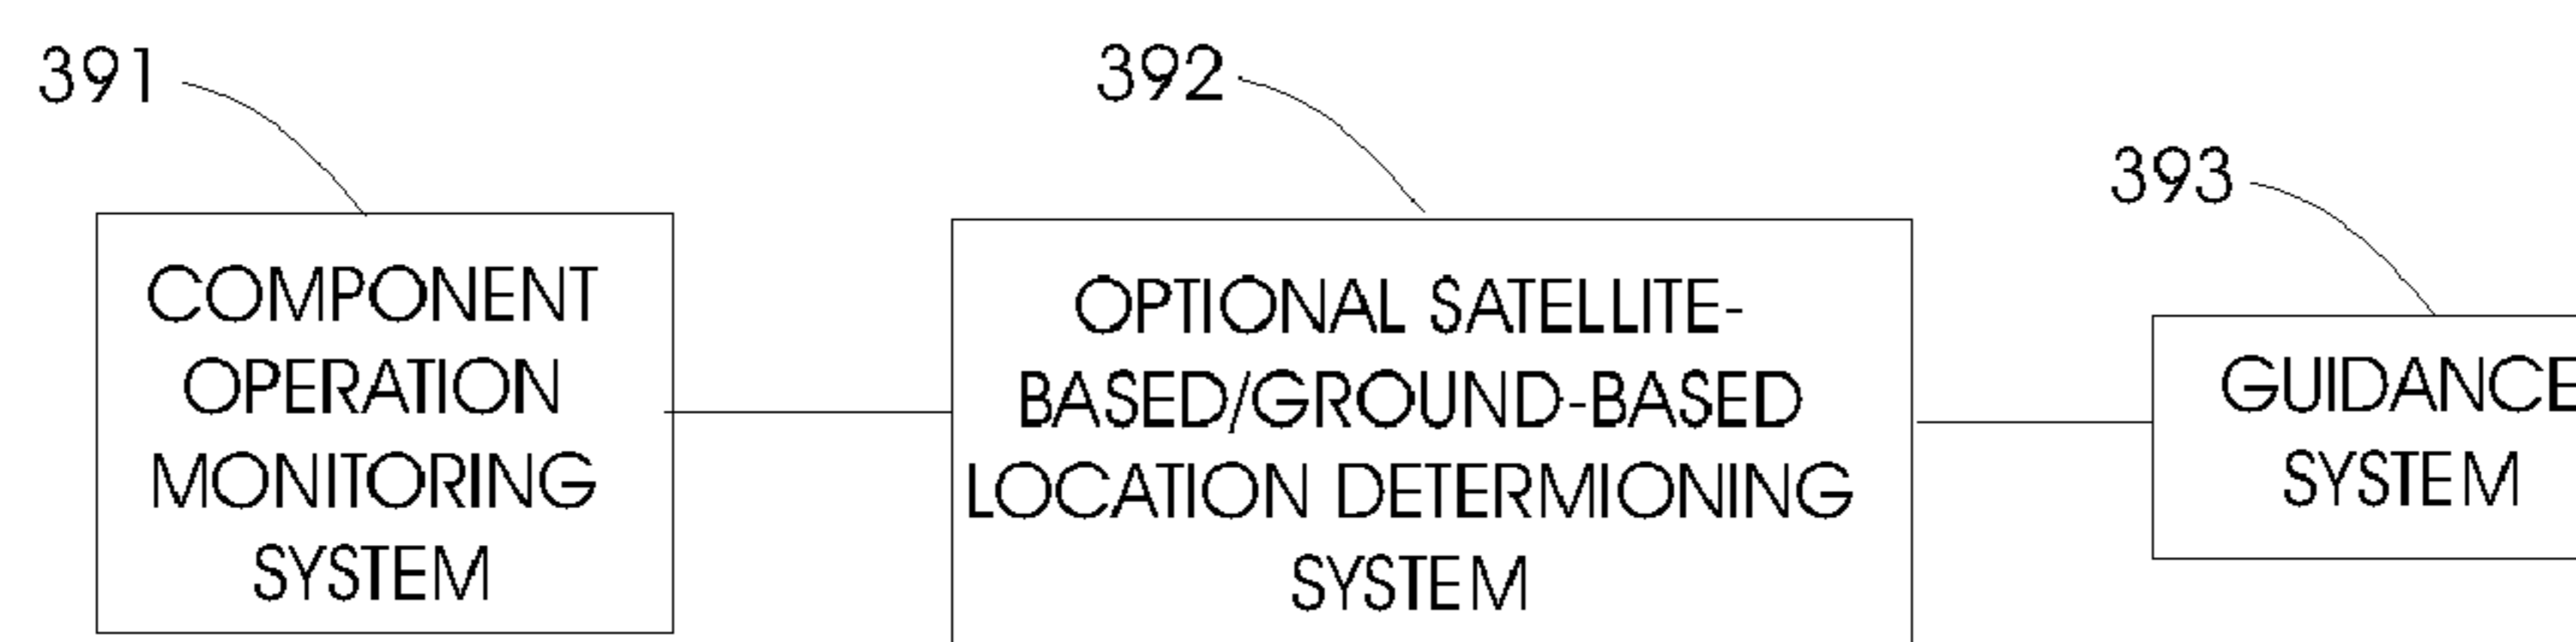 391
392
393
COMPONENT
OPERATION
MONITORING
SYSTEM
OPTIONAL SATELLITE-
BASED/GROUND-BASED
LOCATION DETERMIONING
SYSTEM
GUIDANCE
SYSTEM